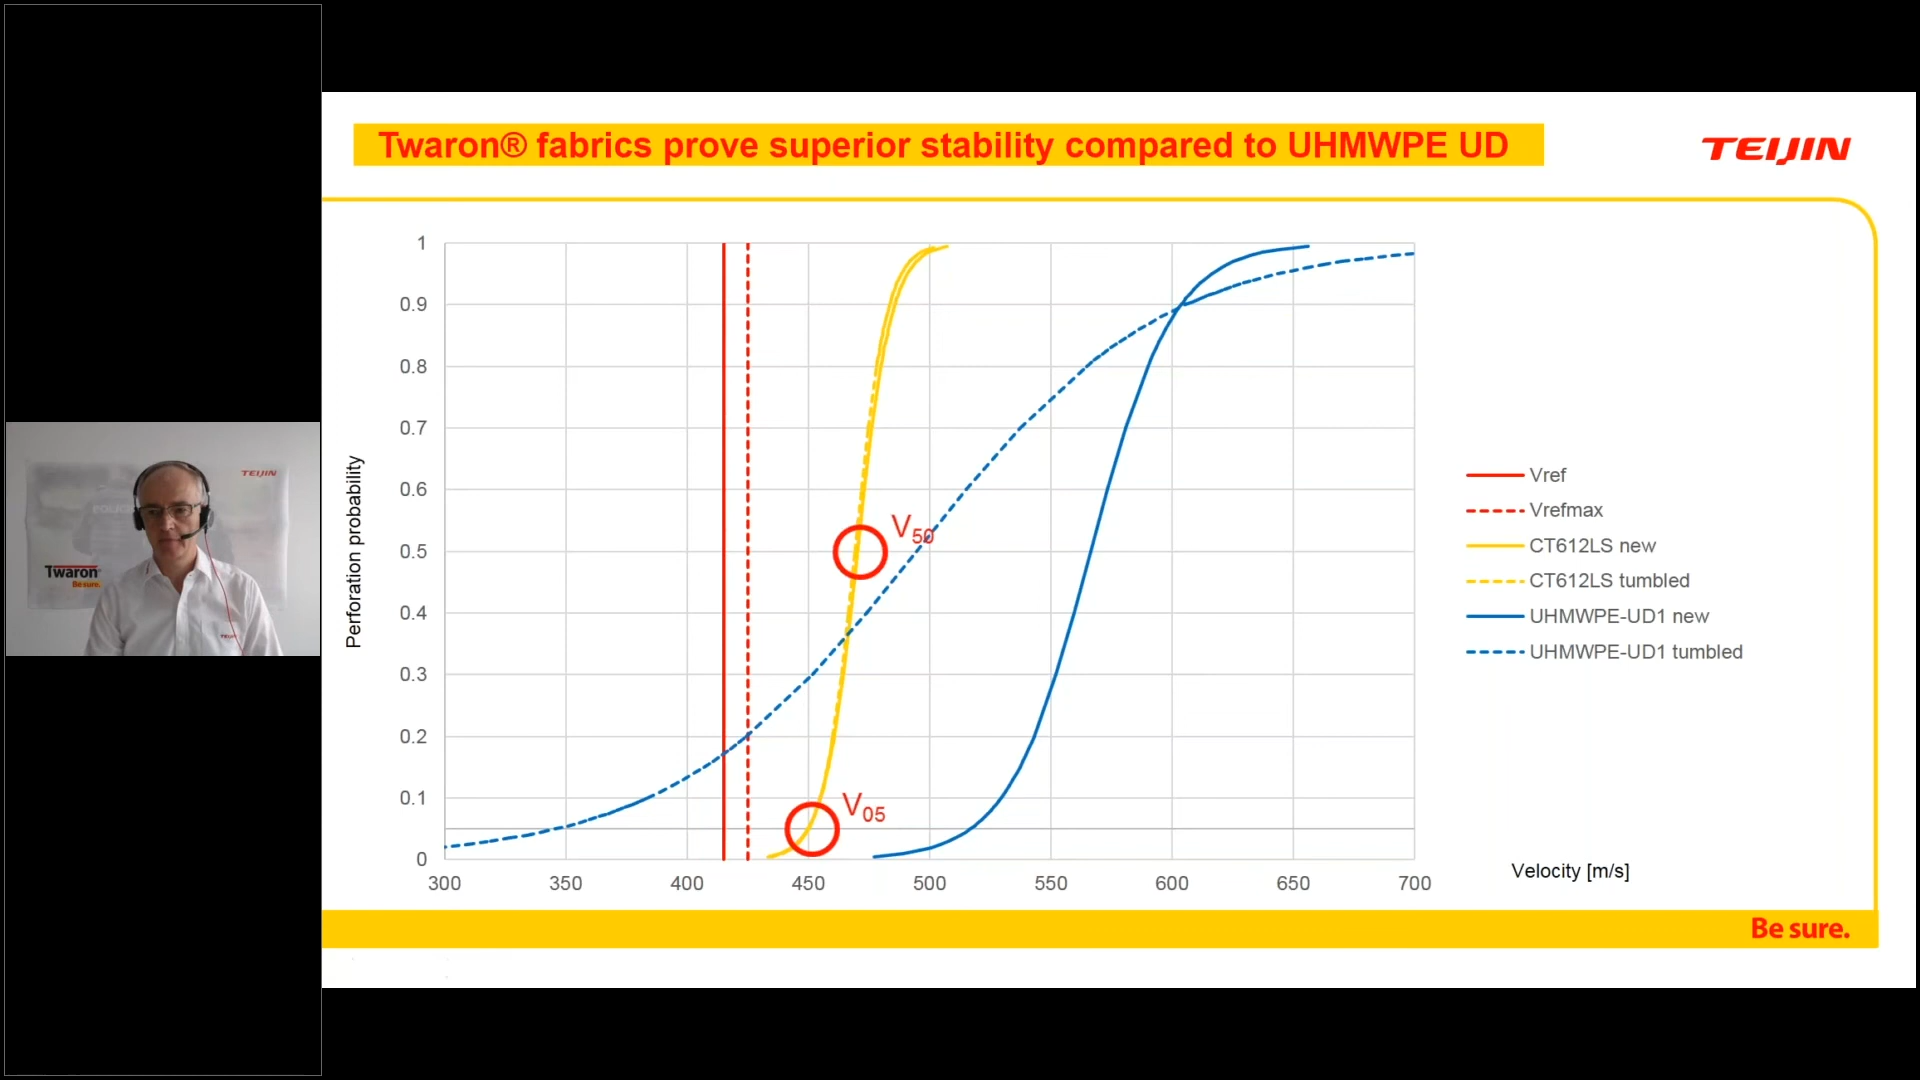 Twaron® fabrics prove superior stability compared to UHMWPE UD
TEIJIN
1
0.9
0.8
0.7
0.6
0.5
0.4
0.3
0.2
0.1
0
Perforation probability
V50
V05
300 350 400 450 500 550 600 650 700
Velocity [m/s]
Vref
Vrefmax
CT612LS new
CT612LS tumbled
UHMWPE-UD1 new
UHMWPE-UD1 tumbled
Be sure.
TEIJIN
Twaron®
Be sure.
TEIJIN